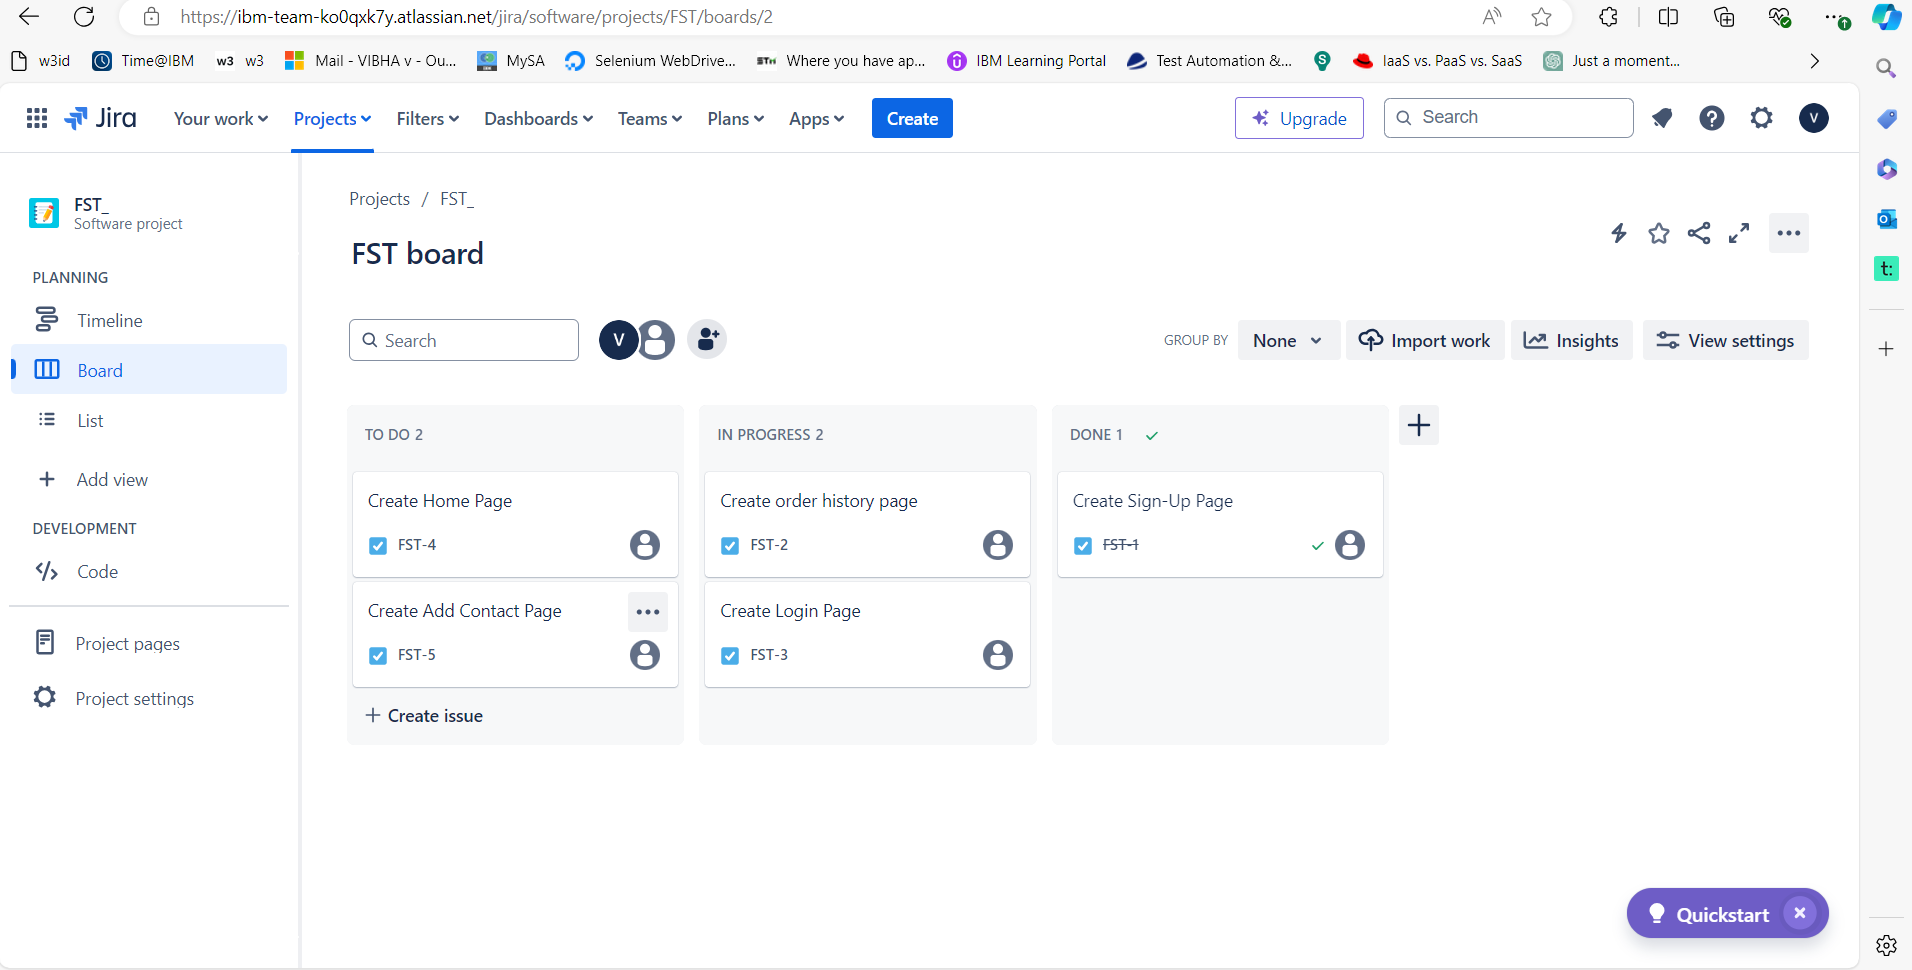 https://ibm-team-ko0qxk7y.atlassian.net/jira/software/projects/FST/boards/2
w3id Time@IBM w3 w3 Mail - VIBHA v - Ou... MySA Selenium WebDrive... STH Where you have ap... IBM Learning Portal Test Automation &... S IaaS vs. PaaS vs. SaaS Just a moment...
Jira Your work Projects Filters Dashboards Teams Plans Apps Create Upgrade Search ? V
FST_
Software project
PLANNING
Timeline
Board
List
Add view
DEVELOPMENT
Code
Project pages
Project settings
Projects / FST_
FST board
Search V GROUP BY None Import work Insights View settings
TO DO 2
Create Home Page
FST-4
Create Add Contact Page
FST-5
+ Create issue
IN PROGRESS 2
Create order history page
FST-2
Create Login Page
FST-3
DONE 1
Create Sign-Up Page
FST-1
Quickstart
t: